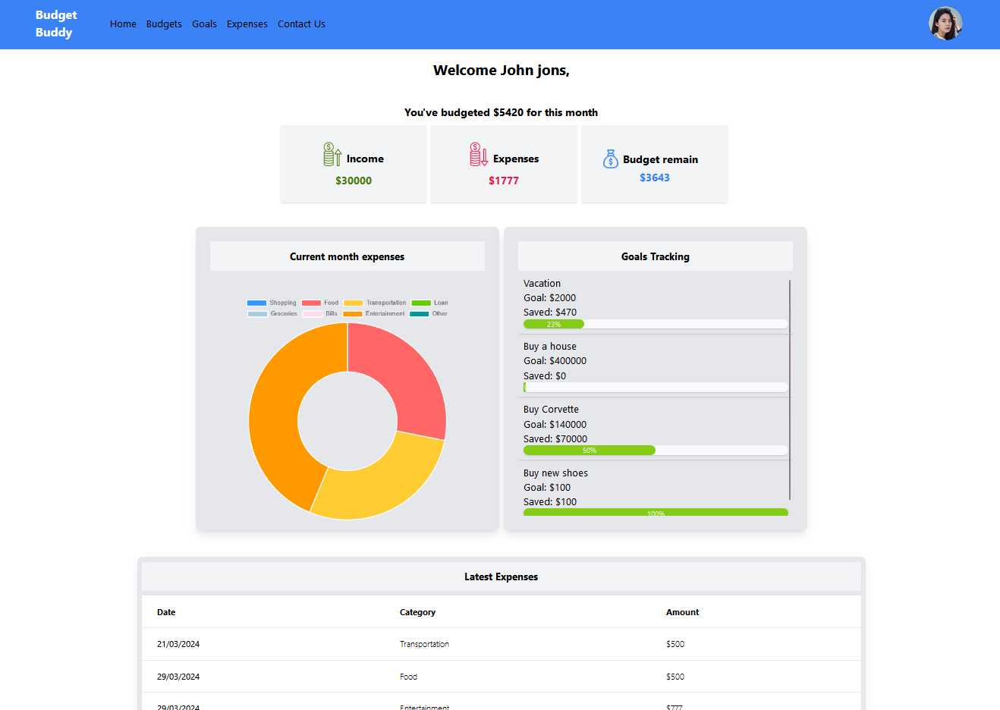 Budget
Buddy
Home Budgets Goals Expenses Contact Us
Welcome John jons,
You've budgeted $5420 for this month
Income
$30000
Expenses
$1777
Budget remain
$3643
Current month expenses
Shopping Food Transportation Loan
Groceries Bills Entertainment Other
Goals Tracking
Vacation
Goal: $2000
Saved: $470
23%
Buy a house
Goal: $400000
Saved: $0
Buy Corvette
Goal: $140000
Saved: $70000
50%
Buy new shoes
Goal: $100
Saved: $100
100%
Latest Expenses
Date Category Amount
21/03/2024 Transportation $500
29/03/2024 Food $500
29/03/2024 Entertainment $777